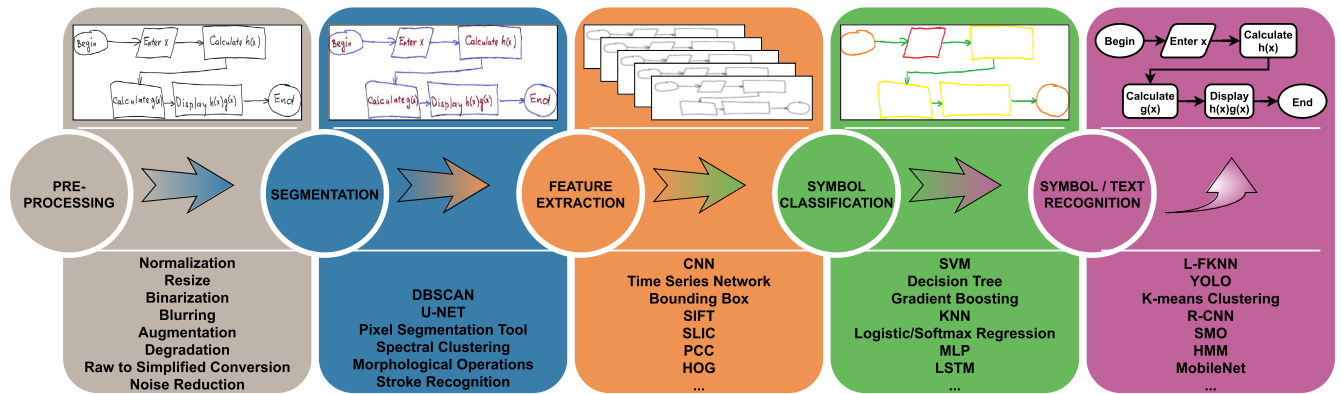 Begin
Enter x
Calculate h(x)
Calculate g(x)
Display h(x)g(x)
End
Begin
Enter x
Calculate h(x)
Calculate g(x)
Display h(x)g(x)
End
Begin
Enter x
Calculate
h(x)
Calculate
g(x)
Display
h(x)g(x)
End
PRE-
PROCESSING
SEGMENTATION
FEATURE
EXTRACTION
SYMBOL
CLASSIFICATION
SYMBOL / TEXT
RECOGNITION
Normalization
Resize
Binarization
Blurring
Augmentation
Degradation
Raw to Simplified Conversion
Noise Reduction
DBSCAN
U-NET
Pixel Segmentation Tool
Spectral Clustering
Morphological Operations
Stroke Recognition
CNN
Time Series Network
Bounding Box
SIFT
SLIC
PCC
HOG
...
SVM
Decision Tree
Gradient Boosting
KNN
Logistic/Softmax Regression
MLP
LSTM
...
L-FKNN
YOLO
K-means Clustering
R-CNN
SMO
HMM
MobileNet
...